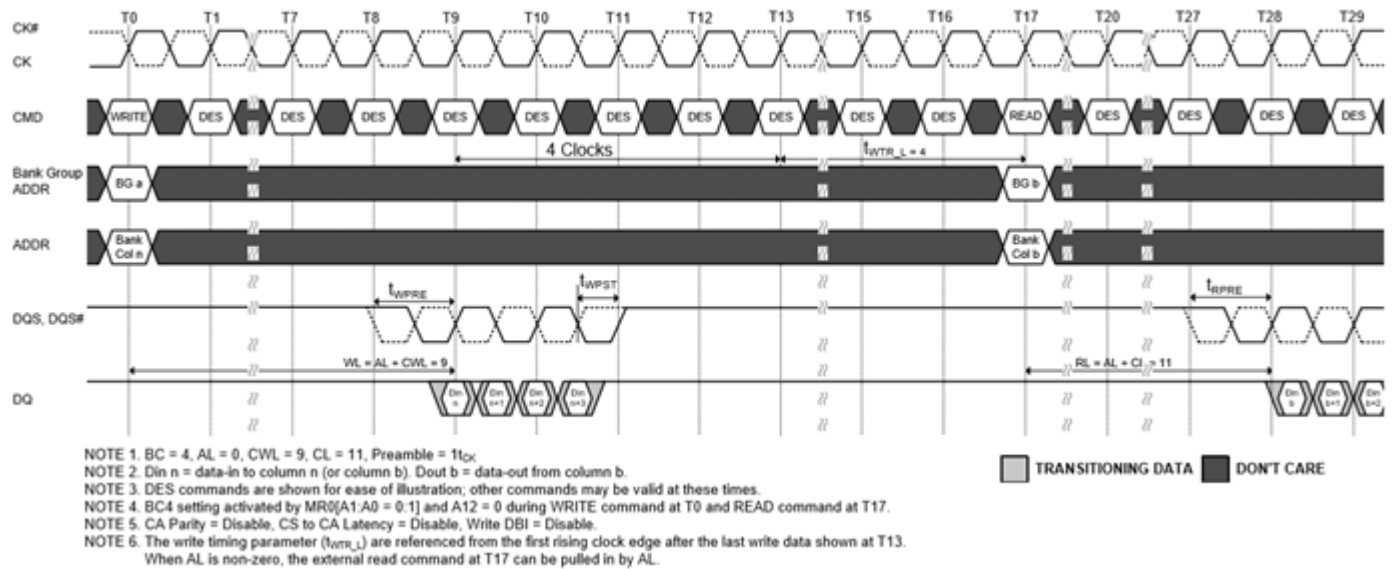 T0 T1 T7 T8 T9 T10 T11 T12 T13 T15 T16 T17 T20 T27 T28 T29
CK#
CK
CMD WRITE DES DES DES DES DES DES DES DES DES DES READ DES DES DES DES
4 Clocks tWTR_L = 4
Bank Group
ADDR BG a BG b
ADDR Bank
Col n Bank
Col b
tWPRE tWPST tRPRE
DQS, DQS#
WL = AL + CWL = 9 RL = AL + CL = 11
DQ Din
n Din
n+1 Din
n+2 Din
n+3 Din
b Din
b+1 Din
b+2
NOTE 1. BC = 4, AL = 0, CWL = 9, CL = 11, Preamble = 1tCK
NOTE 2. Din n = data-in to column n (or column b). Dout b = data-out from column b.
NOTE 3. DES commands are shown for ease of illustration; other commands may be valid at these times.
NOTE 4. BC4 setting activated by MR0[A1:A0 = 0:1] and A12 = 0 during WRITE command at T0 and READ command at T17.
NOTE 5. CA Parity = Disable, CS to CA Latency = Disable, Write DBI = Disable.
NOTE 6. The write timing parameter (tWTR_L) are referenced from the first rising clock edge after the last write data shown at T13.
When AL is non-zero, the external read command at T17 can be pulled in by AL.
TRANSITIONING DATA DON'T CARE